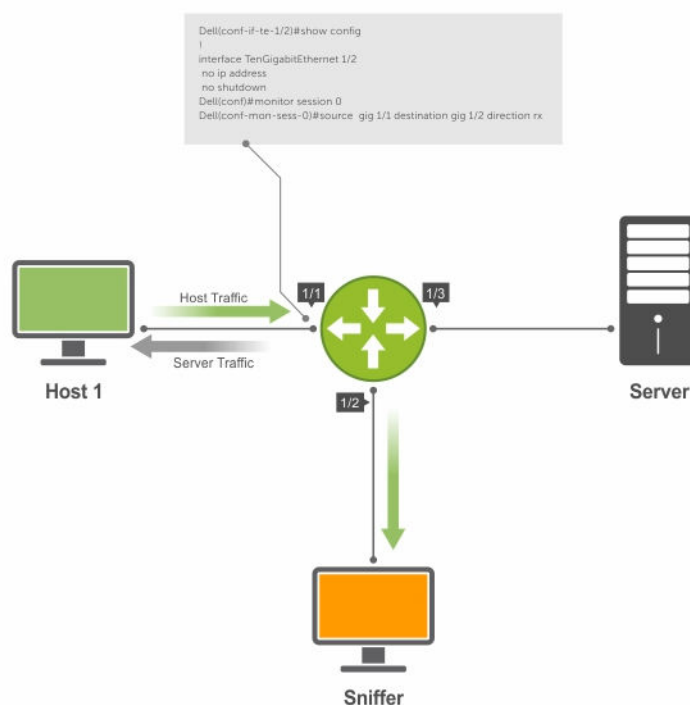 Dell(conf-if-te-1/2)#show config
!
interface TenGigabitEthernet 1/2
no ip address
no shutdown
Dell(conf)#monitor session 0
Dell(conf-mon-sess-0)#source gig 1/1 destination gig 1/2 direction rx
Host Traffic
1/1
1/3
Server Traffic
Host 1
Server
1/2
Sniffer